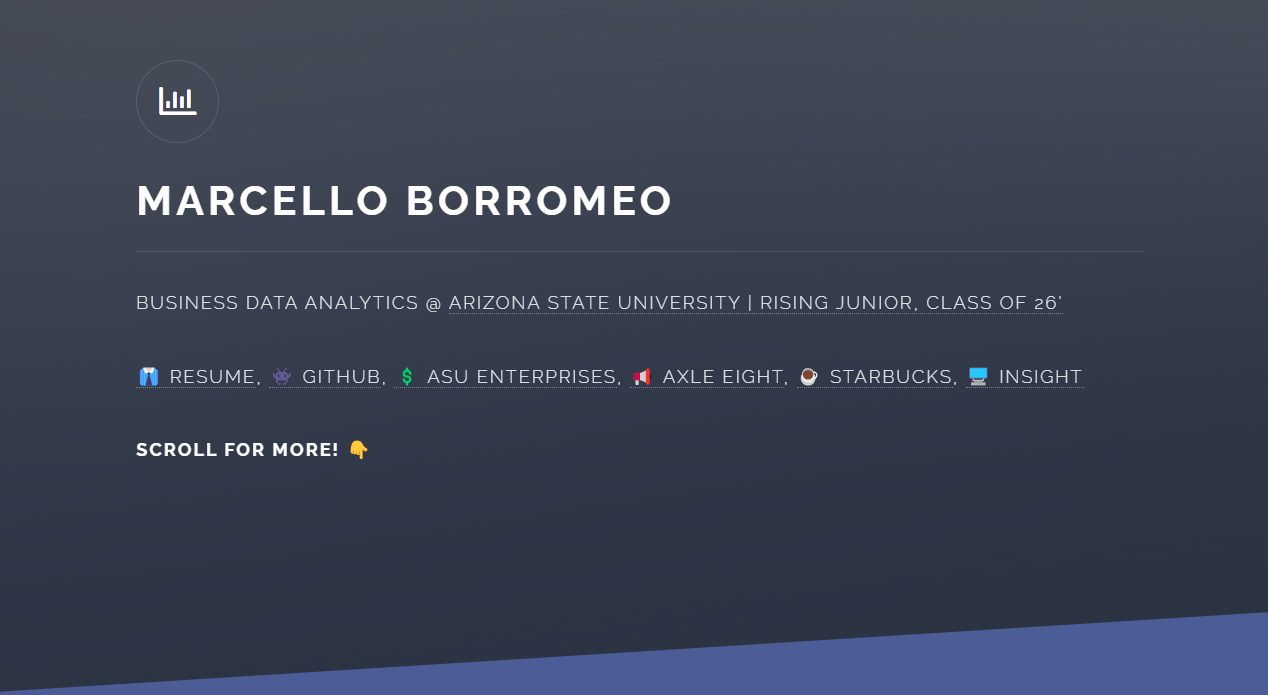 MARCELLO BORROMEO
BUSINESS DATA ANALYTICS @ ARIZONA STATE UNIVERSITY | RISING JUNIOR, CLASS OF 26'
👔 RESUME, 👾 GITHUB, 💲 ASU ENTERPRISES, 📢 AXLE EIGHT, ☕ STARBUCKS, 🖥 INSIGHT
SCROLL FOR MORE! 👇